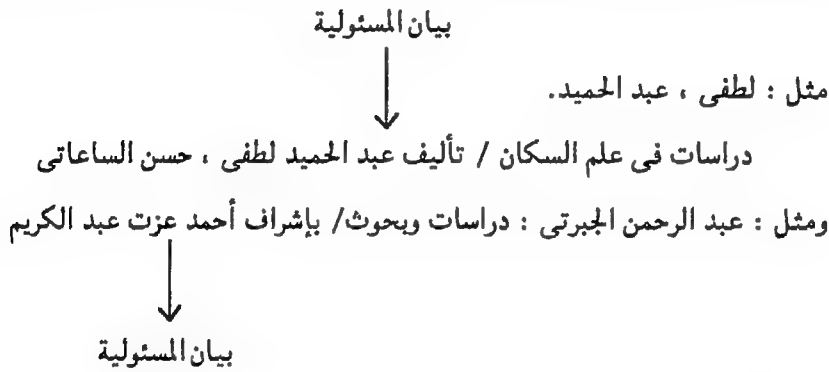 بيان المسئولية
مثل : لطفى ، عبد الحميد.
دراسات فى علم السكان / تأليف عبد الحميد لطفى ، حسن الساعاتى
ومثل : عبد الرحمن الجبرتى : دراسات وبحوث/ بإشراف أحمد عزت عبد الكريم
بيان المسئولية